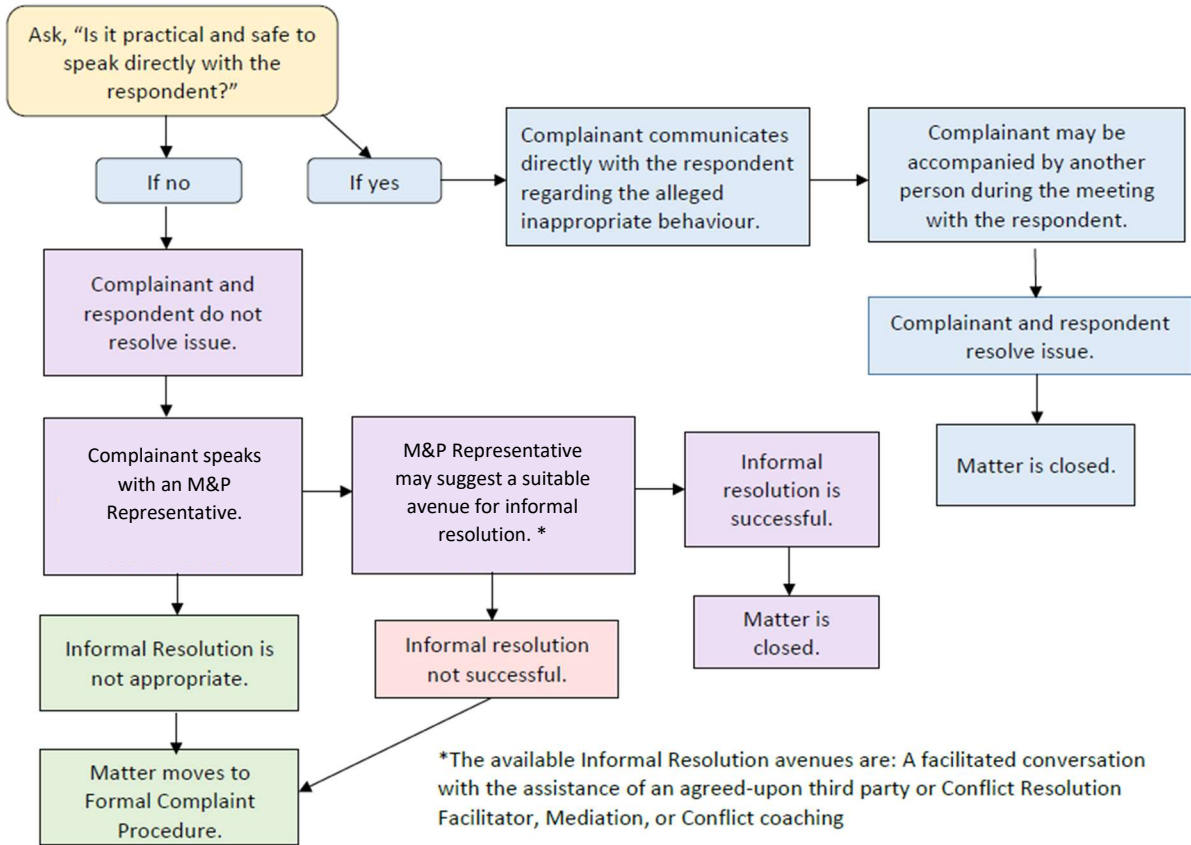 Ask, “Is it practical and safe to
speak directly with the
respondent?”
If no
If yes
Complainant communicates
directly with the respondent
regarding the alleged
inappropriate behaviour.
Complainant may be
accompanied by another
person during the meeting
with the respondent.
Complainant and respondent
resolve issue.
Matter is closed.
Complainant and
respondent do not
resolve issue.
Complainant speaks
with an M&P
Representative.
M&P Representative
may suggest a suitable
avenue for informal
resolution. *
Informal
resolution is
successful.
Matter is
closed.
Informal Resolution is
not appropriate.
Informal resolution
not successful.
Matter moves to
Formal Complaint
Procedure.
*The available Informal Resolution avenues are: A facilitated conversation
with the assistance of an agreed-upon third party or Conflict Resolution
Facilitator, Mediation, or Conflict coaching